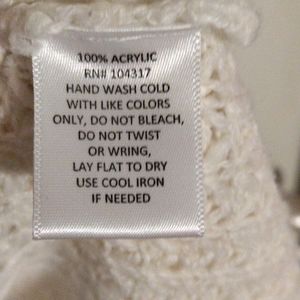 100% ACRYLIC
RN# 104317
HAND WASH COLD
WITH LIKE COLORS
ONLY, DO NOT BLEACH,
DO NOT TWIST
OR WRING,
LAY FLAT TO DRY
USE COOL IRON
IF NEEDED